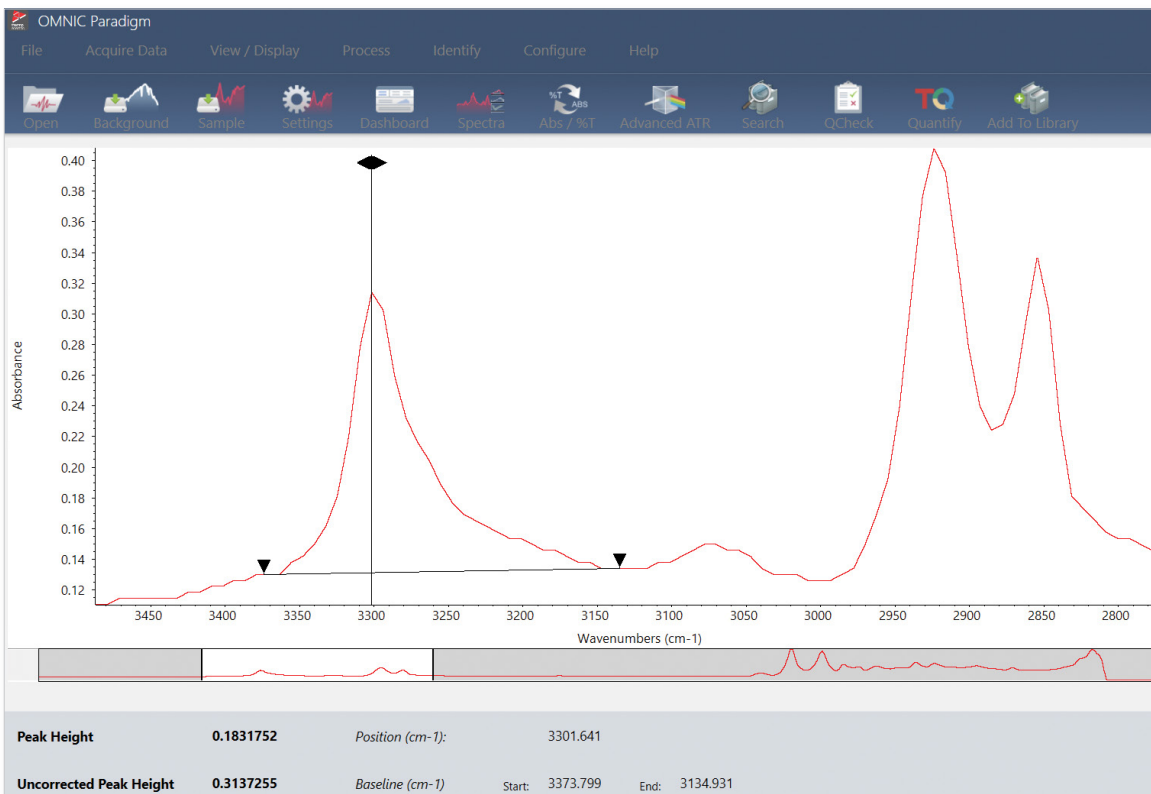 OMNIC Paradigm
File Acquire Data View / Display Process Identify Configure Help
%T ABS TQ
Open Background Sample Settings Dashboard Spectra Abs / %T Advanced ATR Search QCheck Quantify Add To Library
0.40
0.38
0.36
0.34
0.32
0.30
0.28
0.26
0.24
0.22
0.20
0.18
0.16
0.14
0.12
Absorbance
3450 3400 3350 3300 3250 3200 3150 3100 3050 3000 2950 2900 2850 2800
Wavenumbers (cm-1)
Peak Height 0.1831752 Position (cm-1): 3301.641
Uncorrected Peak Height 0.3137255 Baseline (cm-1) Start: 3373.799 End: 3134.931